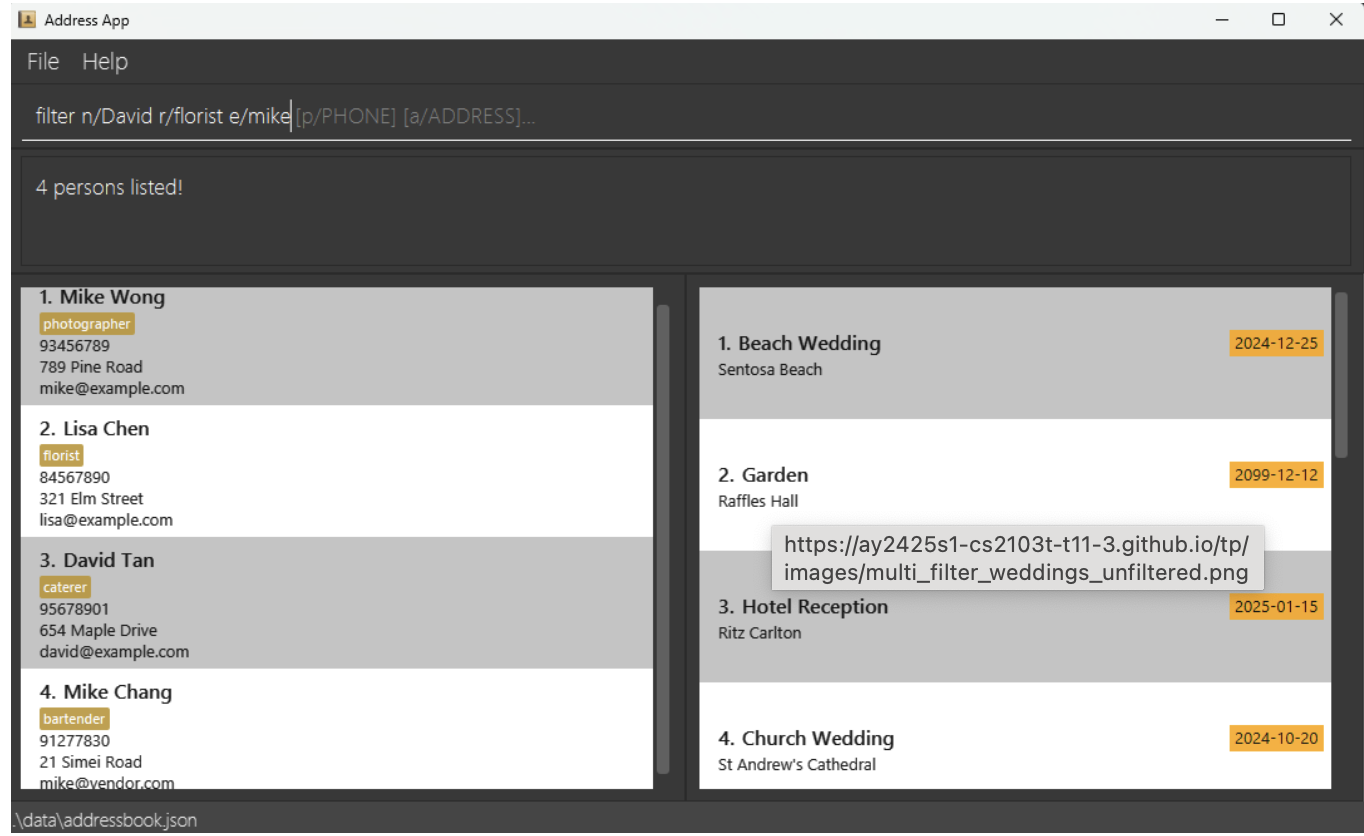 Address App
File Help
filter n/David r/florist e/mike [p/PHONE] [a/ADDRESS]...
4 persons listed!
1. Mike Wong
photographer
93456789
789 Pine Road
mike@example.com
2. Lisa Chen
florist
84567890
321 Elm Street
lisa@example.com
3. David Tan
caterer
95678901
654 Maple Drive
david@example.com
4. Mike Chang
bartender
91277830
21 Simei Road
mike@vendor.com
1. Beach Wedding 2024-12-25
Sentosa Beach
2. Garden 2099-12-12
Raffles Hall
https://ay2425s1-cs2103t-t11-3.github.io/tp/
images/multi_filter_weddings_unfiltered.png
3. Hotel Reception 2025-01-15
Ritz Carlton
4. Church Wedding 2024-10-20
St Andrew's Cathedral
.\data\addressbook.json